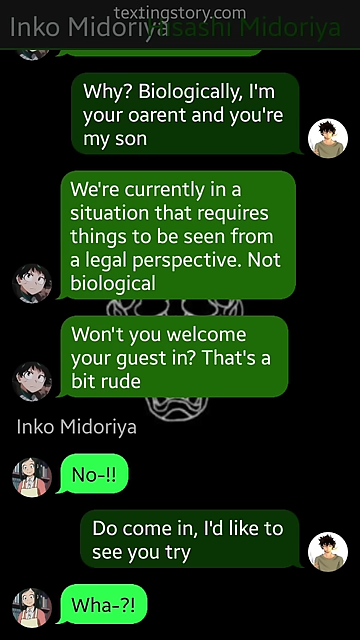 textingstory.com
Inko Midoriya
Hisashi Midoriya
Why? Biologically, I'm
your oarent and you're
my son
We're currently in a
situation that requires
things to be seen from
a legal perspective. Not
biological
Won't you welcome
your guest in? That's a
bit rude
Inko Midoriya
No-!!
Do come in, I'd like to
see you try
Wha-?!